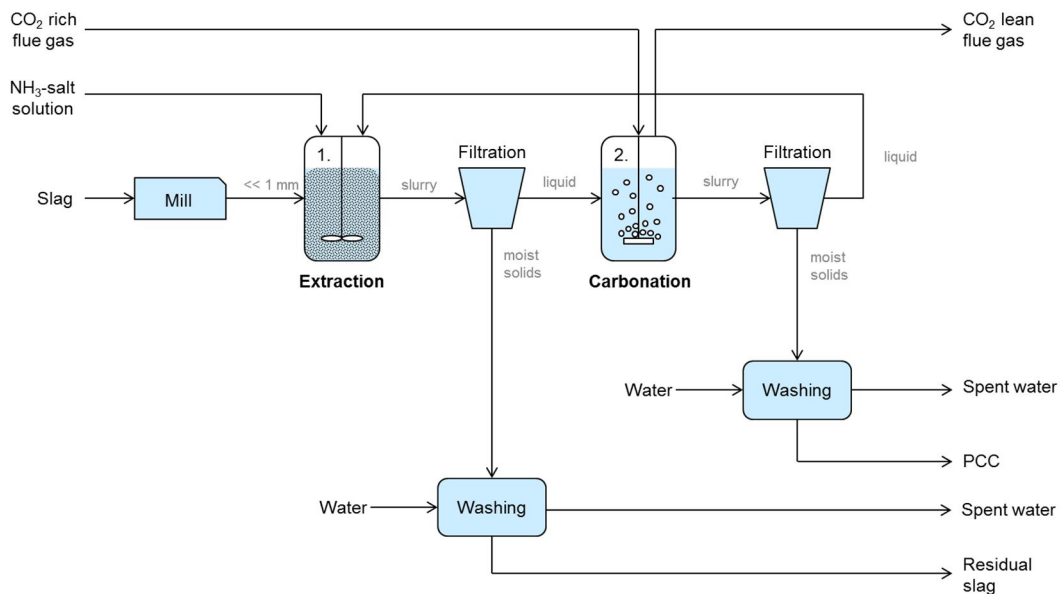 CO₂ rich
flue gas
CO₂ lean
flue gas
NH₃-salt
solution
1.
Filtration
2.
Filtration
liquid
Slag
Mill
<< 1 mm
slurry
liquid
slurry
Extraction
moist
solids
Carbonation
moist
solids
Water
Washing
Spent water
PCC
Water
Washing
Spent water
Residual
slag